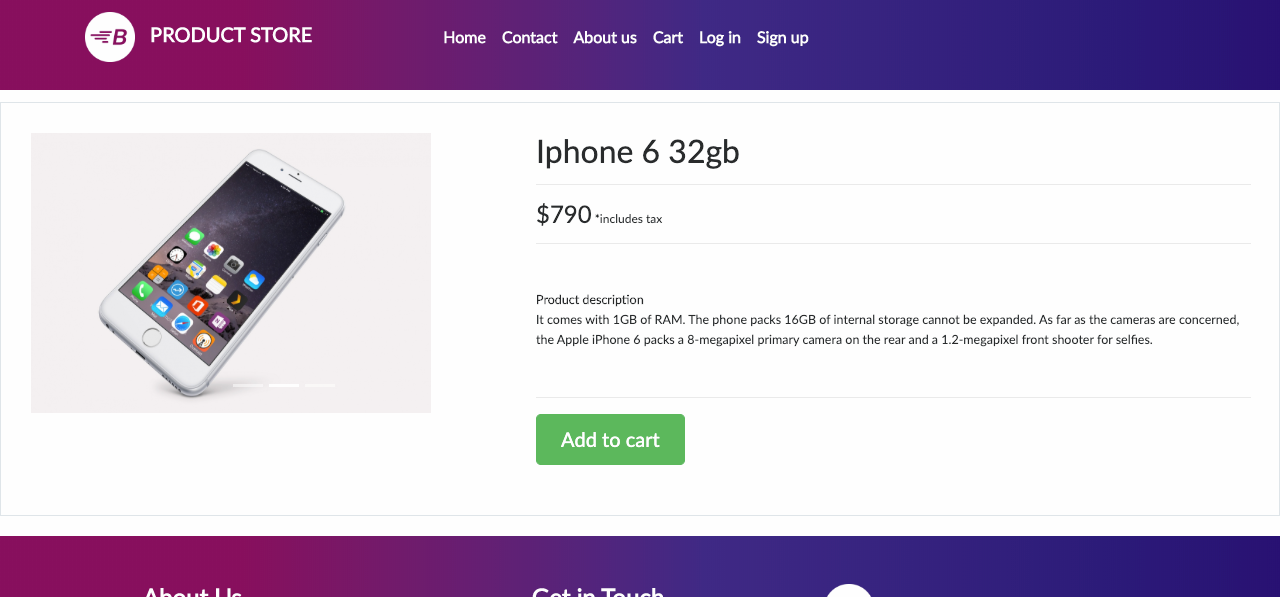 B PRODUCT STORE
Home Contact About us Cart Log in Sign up
Iphone 6 32gb
$790 *includes tax
Product description
It comes with 1GB of RAM. The phone packs 16GB of internal storage cannot be expanded. As far as the cameras are concerned,
the Apple iPhone 6 packs a 8-megapixel primary camera on the rear and a 1.2-megapixel front shooter for selfies.
Add to cart
About Us Get in Touch